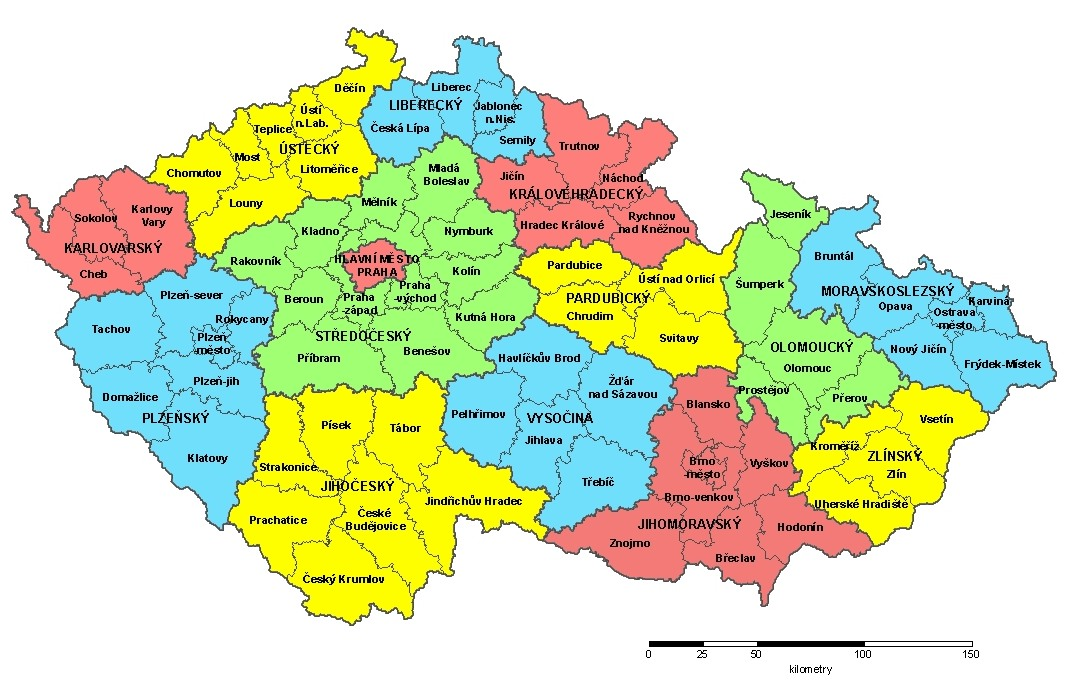 Děčín
Liberec
LIBERECKÝ
Jablonec
n.Nis.
Ústí
n.Lab.
Teplice
Česká Lípa
Semily
ÚSTECKÝ
Most
Litoměřice
Chomutov
Louny
Trutnov
Mladá
Boleslav
Jičín
Náchod
KRÁLOVÉHRADECKÝ
Mělník
Hradec Králové
Rychnov
nad Kněžnou
Jeseník
Karlovy
Vary
Sokolov
KARLOVARSKÝ
Cheb
Kladno
Nymburk
Rakovník
HLAVNÍ MĚSTO
PRAHA
Kolín
Praha
-východ
Praha
-západ
Beroun
Kutná Hora
STŘEDOČESKÝ
Příbram
Benešov
Pardubice
Ústí nad Orlicí
PARDUBICKÝ
Chrudim
Svitavy
Šumperk
Bruntál
MORAVSKOSLEZSKÝ
Opava
Karviná
Ostrava
-město
Nový Jičín
Frýdek-Místek
Plzeň-sever
Rokycany
Tachov
Plzeň
-město
Plzeň-jih
Domažlice
PLZEŇSKÝ
Klatovy
OLOMOUCKÝ
Olomouc
Prostějov
Přerov
Havlíčkův Brod
Žďár
nad Sázavou
Pelhřimov
VYSOČINA
Jihlava
Třebíč
Písek
Tábor
Strakonice
JIHOČESKÝ
Jindřichův Hradec
Prachatice
České
Budějovice
Český Krumlov
Blansko
Brno
-město
Vyškov
Brno-venkov
JIHOMORAVSKÝ
Hodonín
Znojmo
Břeclav
Vsetín
Kroměříž
ZLÍNSKÝ
Zlín
Uherské Hradiště
0 25 50 100 150
kilometry